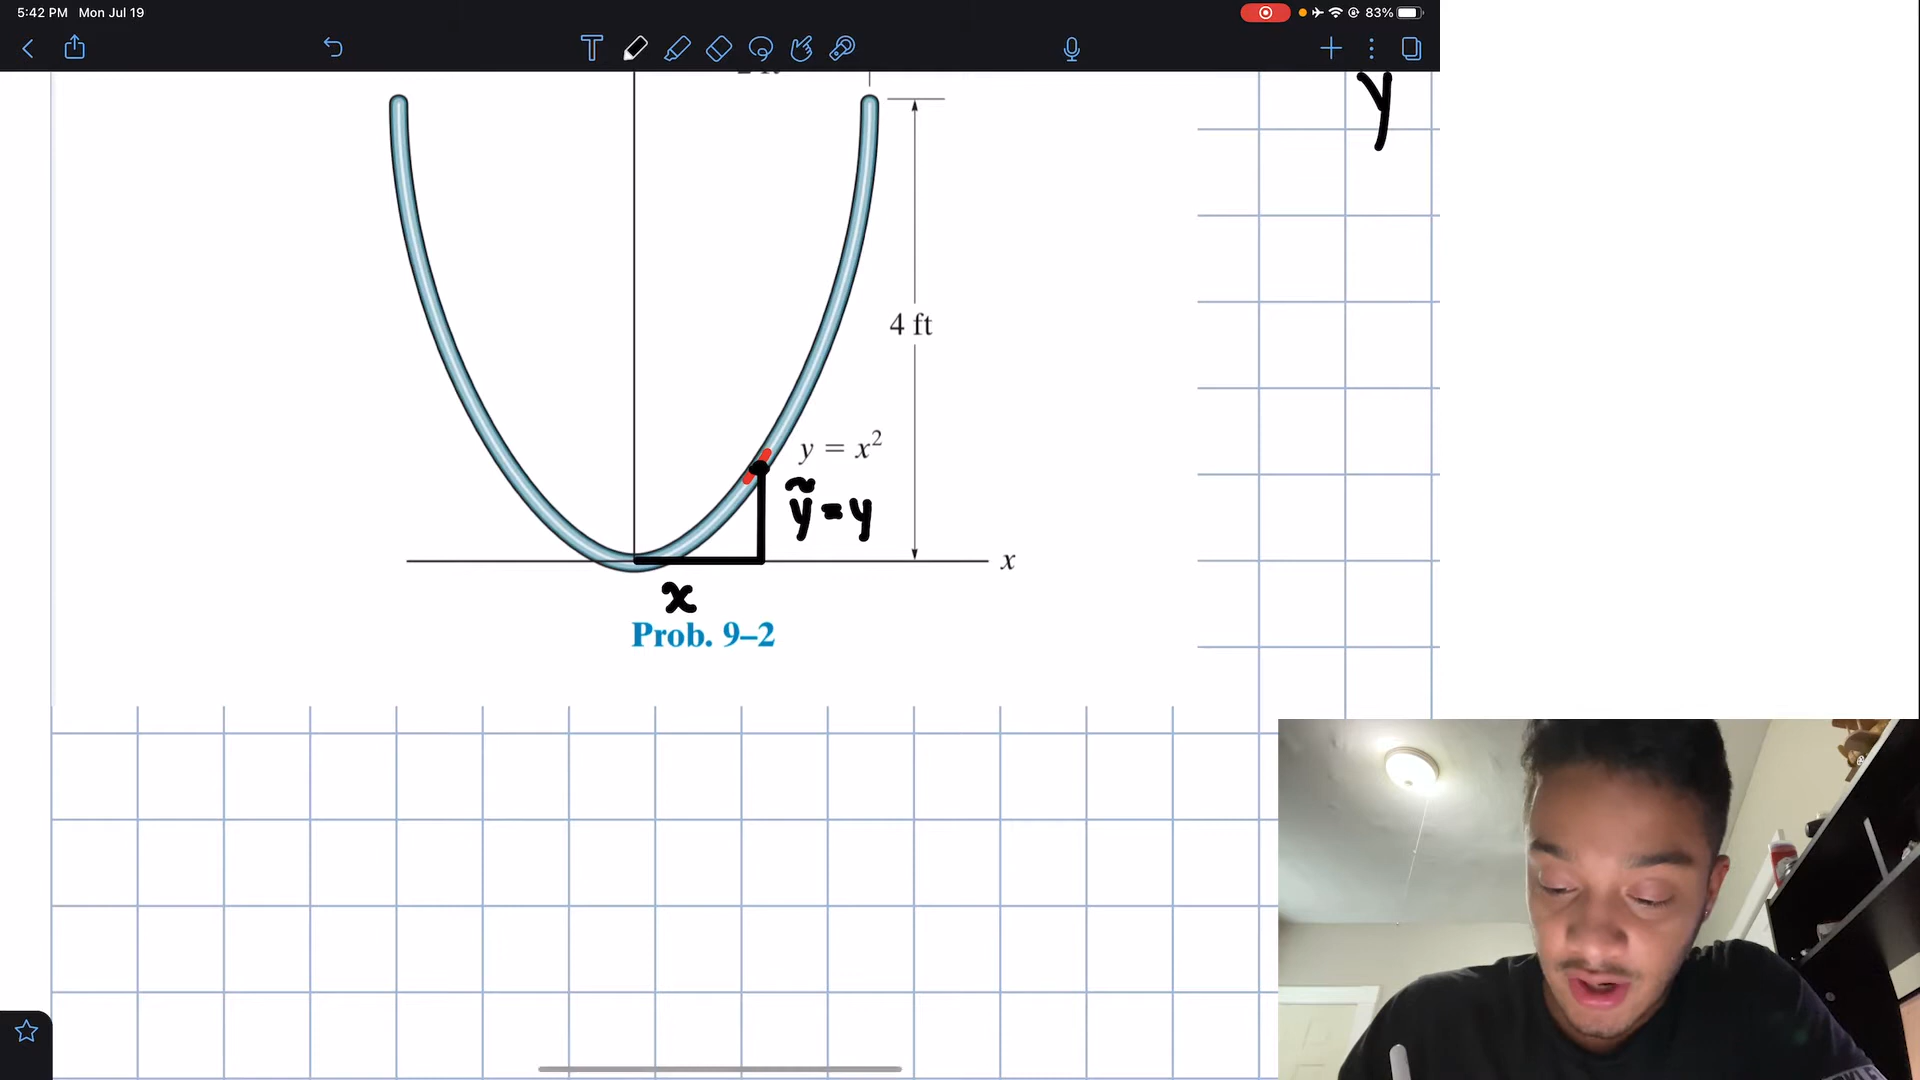 5:42 PM Mon Jul 19
83%
T
y
4 ft
y = x²
ỹ = y
x
x
Prob. 9–2